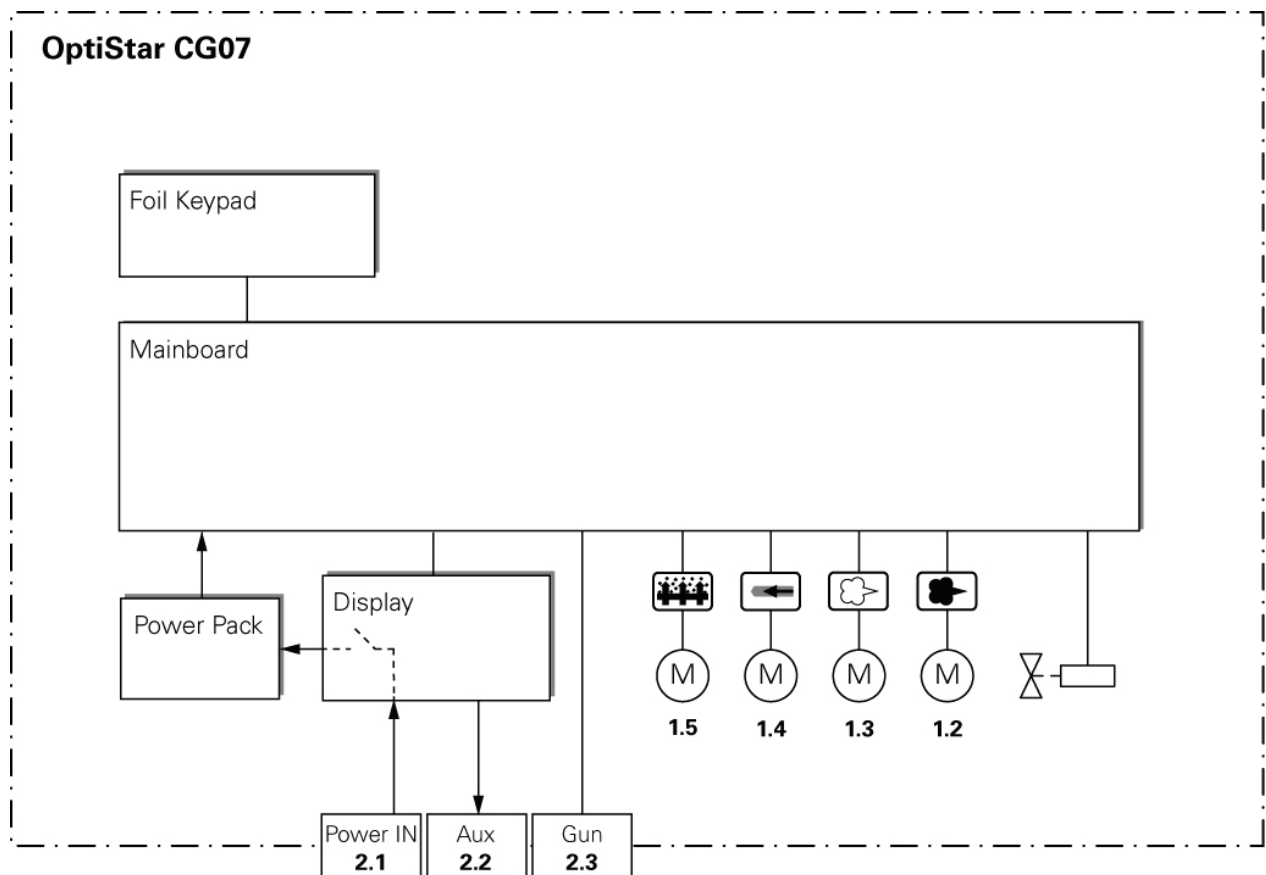 OptiStar CG07
Foil Keypad
Mainboard
Power Pack
Display
M
M
M
M
1.5
1.4
1.3
1.2
Power IN
2.1
Aux
2.2
Gun
2.3